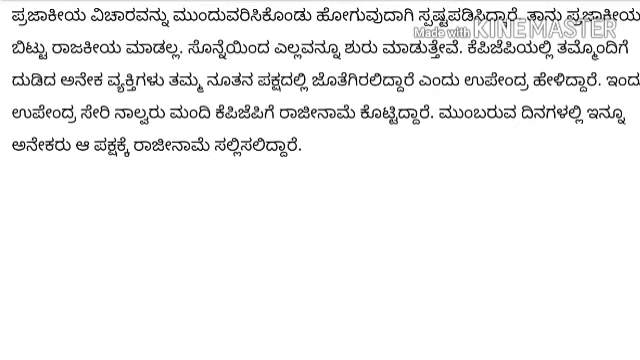 ಪ್ರಜಾಕೀಯ ವಿಚಾರವನ್ನು ಮುಂದುವರಿಸಿಕೊಂಡು ಹೋಗುವುದಾಗಿ ಸ್ಪಷ್ಟಪಡಿಸಿದ್ದಾರೆ. ತಾನು ಪ್ರಜಾಕೀಯ
Made with KINEMASTER
ಬಿಟ್ಟು ರಾಜಕೀಯ ಮಾಡಲ್ಲ. ಸೊನ್ನೆಯಿಂದ ಎಲ್ಲವನ್ನೂ ಶುರು ಮಾಡುತ್ತೇವೆ. ಕೆಪಿಜೆಪಿಯಲ್ಲಿ ತಮ್ಮೊಂದಿಗೆ
ದುಡಿದ ಅನೇಕ ವ್ಯಕ್ತಿಗಳು ತಮ್ಮ ನೂತನ ಪಕ್ಷದಲ್ಲಿ ಜೊತೆಗಿರಲಿದ್ದಾರೆ ಎಂದು ಉಪೇಂದ್ರ ಹೇಳಿದ್ದಾರೆ. ಇಂದ
ಉಪೇಂದ್ರ ಸೇರಿ ನಾಲ್ವರು ಮಂದಿ ಕೆಪಿಜೆಪಿಗೆ ರಾಜೀನಾಮೆ ಕೊಟ್ಟಿದ್ದಾರೆ. ಮುಂಬರುವ ದಿನಗಳಲ್ಲಿ ಇನ್ನೂ
ಅನೇಕರು ಆ ಪಕ್ಷಕ್ಕೆ ರಾಜೀನಾಮೆ ಸಲ್ಲಿಸಲಿದ್ದಾರೆ.